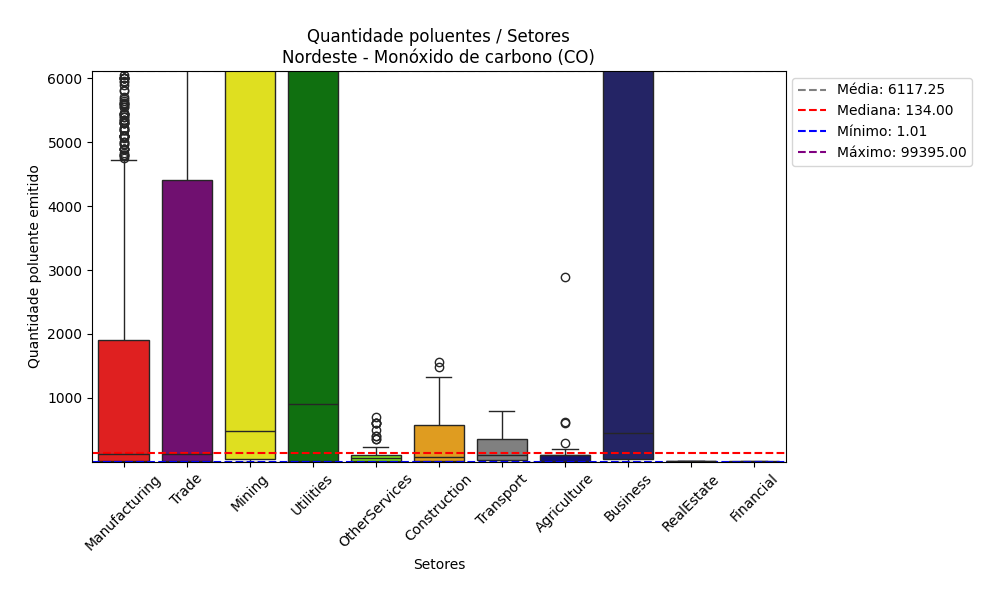 Quantidade poluentes / Setores
Nordeste - Monóxido de carbono (CO)
Média: 6117.25
Mediana: 134.00
Mínimo: 1.01
Máximo: 99395.00
Quantidade poluente emitido
6000
5000
4000
3000
2000
1000
Manufacturing
Trade
Mining
Utilities
OtherServices
Construction
Transport
Agriculture
Business
RealEstate
Financial
Setores